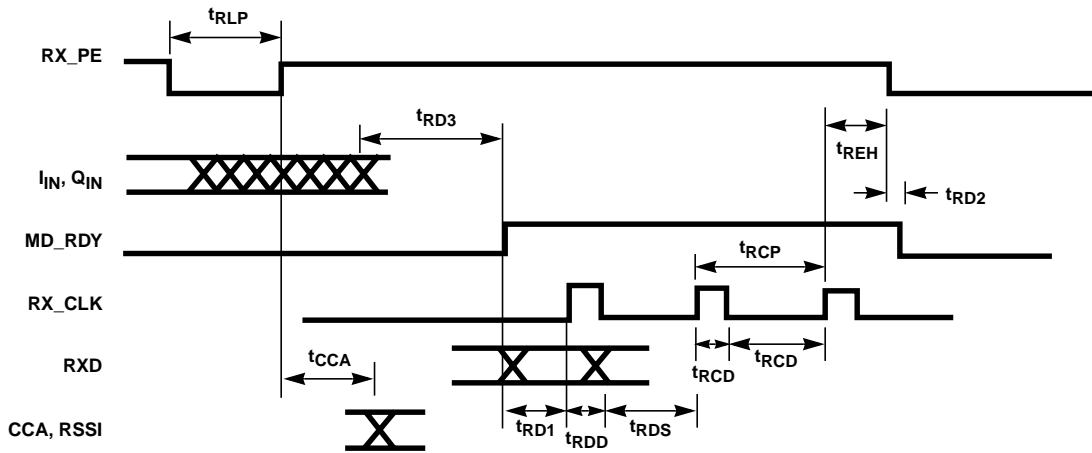 tRLP
RX_PE
tRD3
tREH
IIN, QIN
tRD2
MD_RDY
tRCP
RX_CLK
tCCA
RXD
tRCD
tRCD
tRD1
tRDD
tRDS
CCA, RSSI